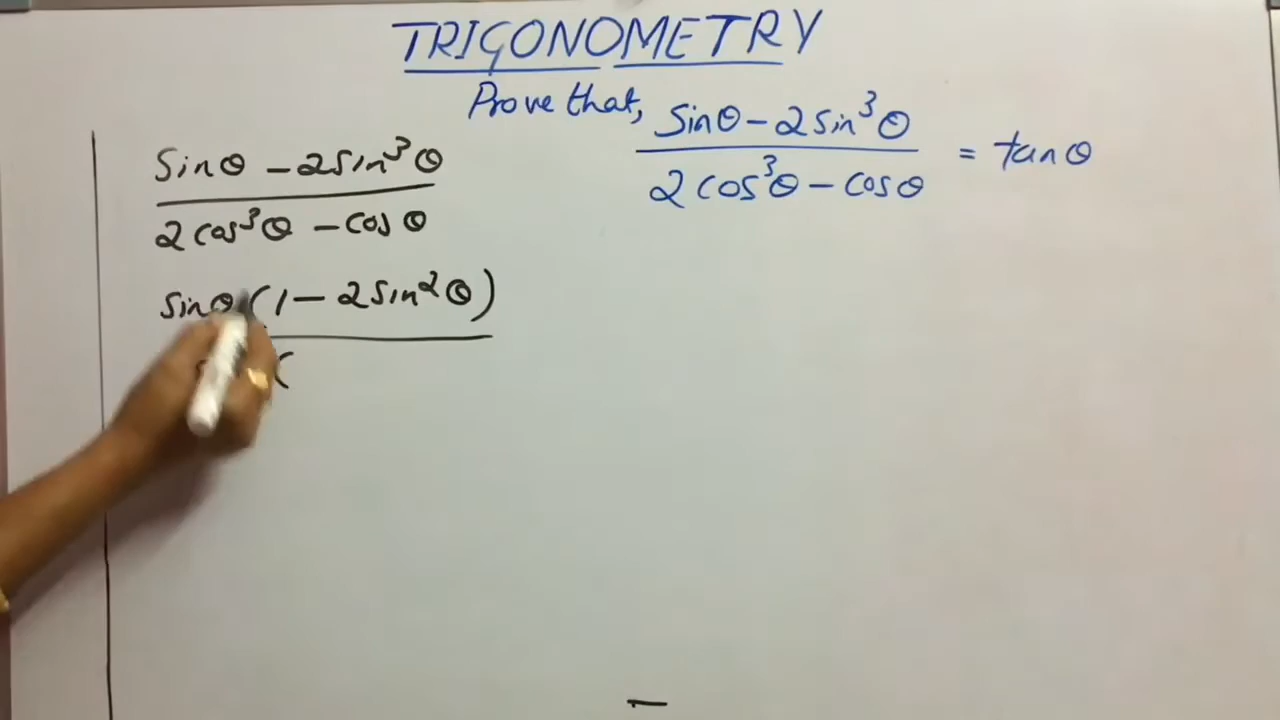 TRIGONOMETRY
Prove that, sinθ - 2sin³θ / 2cos³θ - cosθ = tanθ
sinθ - 2sin³θ
2cos³θ - cosθ
sinθ (1 - 2sin²θ)
(